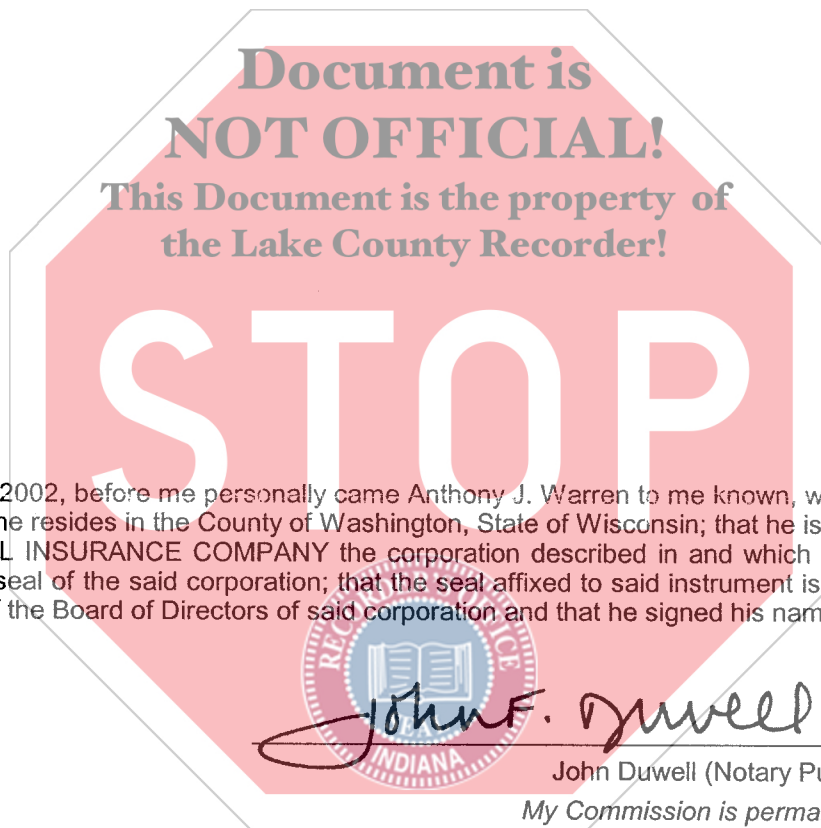 Document is
NOT OFFICIAL!
This Document is the property of
the Lake County Recorder!
STOP
2002, before me personally came Anthony J. Warren to me known, w
he resides in the County of Washington, State of Wisconsin; that he is
L INSURANCE COMPANY the corporation described in and which
seal of the said corporation; that the seal affixed to said instrument is
the Board of Directors of said corporation and that he signed his nam
RECORDER'S OFFICE
SEAL
INDIANA
John F. Duwell
John Duwell (Notary Pu
My Commission is perma